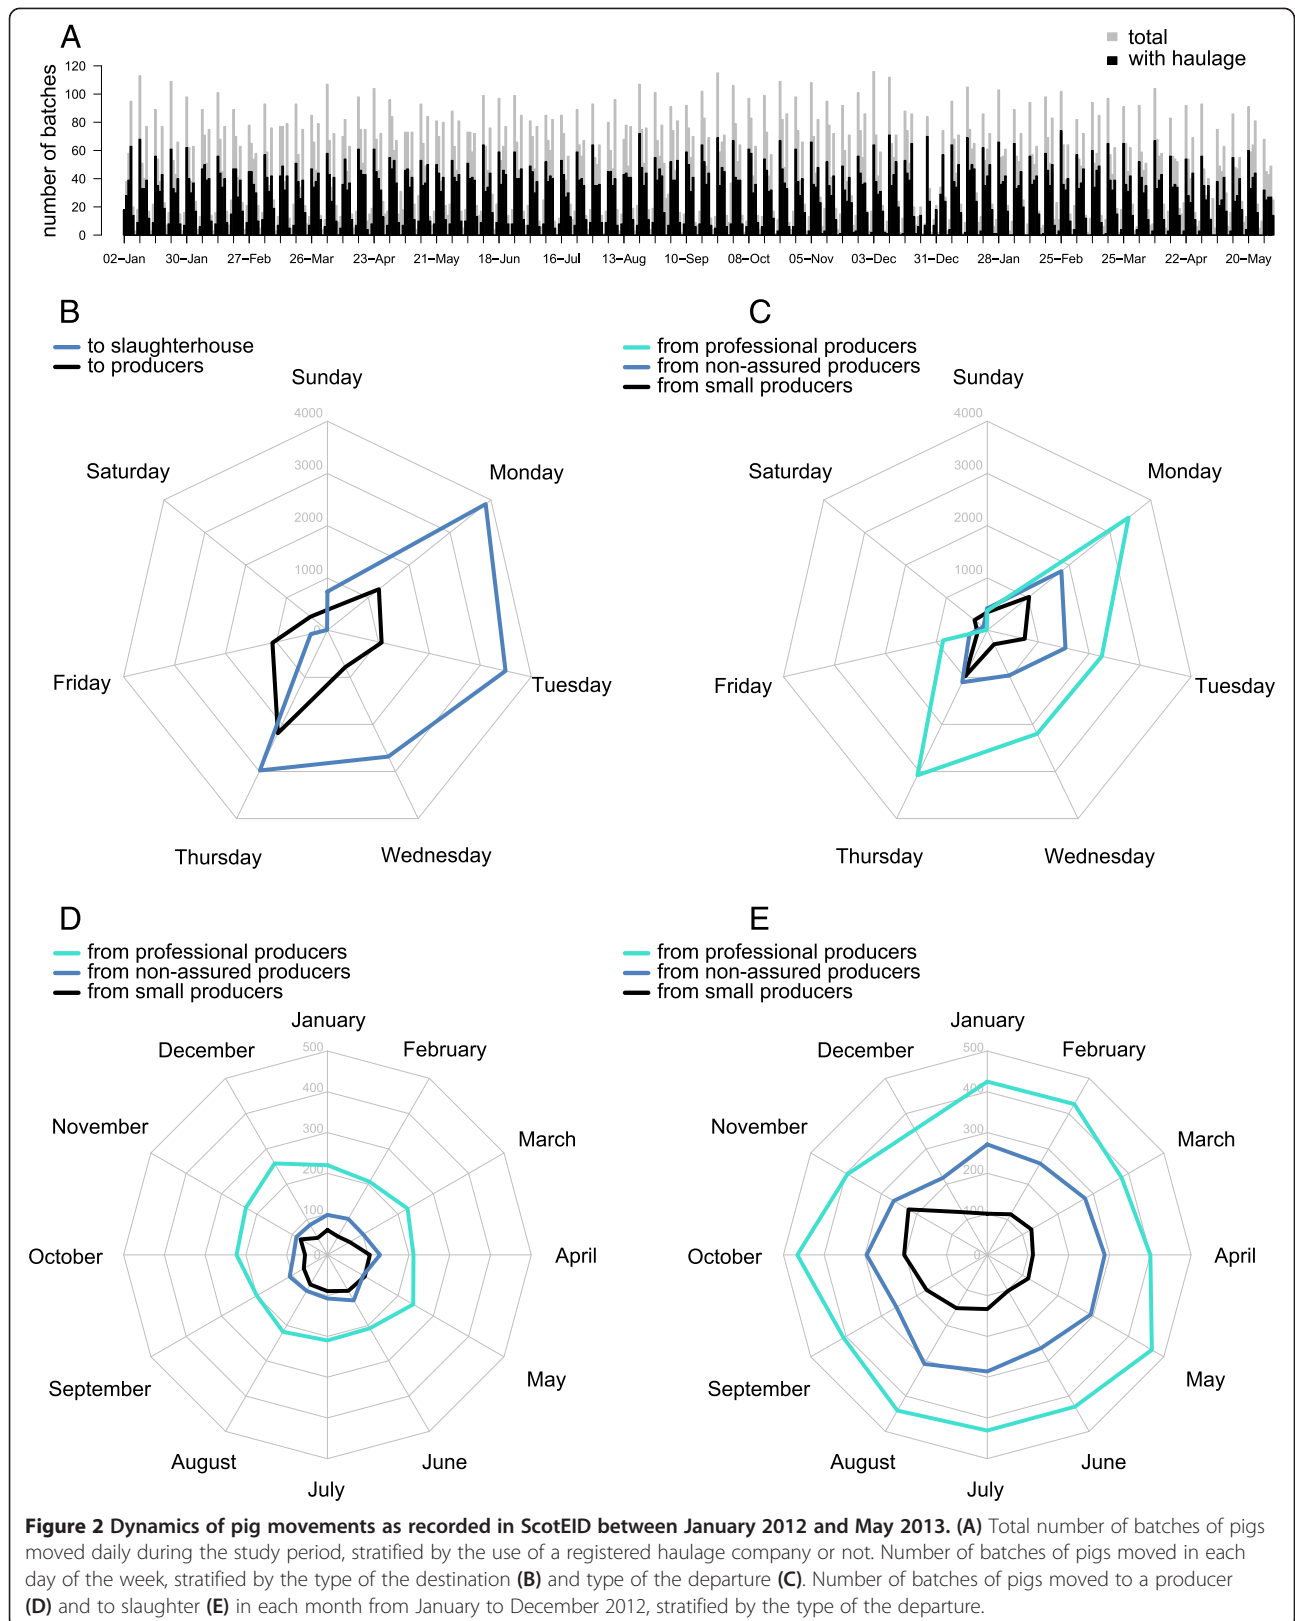 A
total
with haulage
number of batches
120
100
80
60
40
20
0
02–Jan 30–Jan 27–Feb 26–Mar 23–Apr 21–May 18–Jun 16–Jul 13–Aug 10–Sep 08–Oct 05–Nov 03–Dec 31–Dec 28–Jan 25–Feb 25–Mar 22–Apr 20–May
B
to slaughterhouse
to producers
Sunday
Monday
Tuesday
Wednesday
Thursday
Friday
Saturday
4000
3000
2000
1000
0
C
from professional producers
from non-assured producers
from small producers
Sunday
Monday
Tuesday
Wednesday
Thursday
Friday
Saturday
4000
3000
2000
1000
0
D
from professional producers
from non-assured producers
from small producers
January
February
March
April
May
June
July
August
September
October
November
December
500
400
300
200
100
0
E
from professional producers
from non-assured producers
from small producers
January
February
March
April
May
June
July
August
September
October
November
December
500
400
300
200
100
0
Figure 2 Dynamics of pig movements as recorded in ScotEID between January 2012 and May 2013. (A) Total number of batches of pigs
moved daily during the study period, stratified by the use of a registered haulage company or not. Number of batches of pigs moved in each
day of the week, stratified by the type of the destination (B) and type of the departure (C). Number of batches of pigs moved to a producer
(D) and to slaughter (E) in each month from January to December 2012, stratified by the type of the departure.